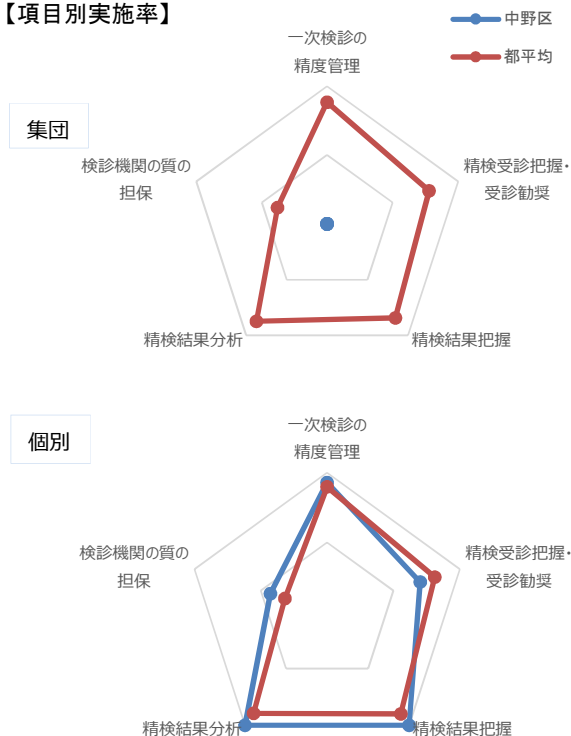 【項目別実施率】
中野区
都平均
集団
一次検診の
精度管理
検診機関の質の
担保
精検受診把握・
受診勧奨
精検結果分析
精検結果把握
個別
一次検診の
精度管理
検診機関の質の
担保
精検受診把握・
受診勧奨
精検結果分析
精検結果把握